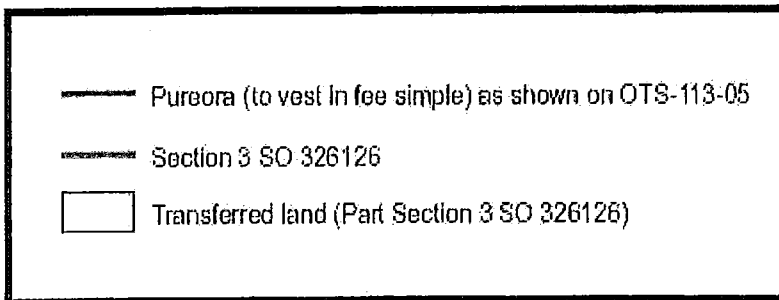 Pureora (to vest in fee simple) as shown on OTS-113-05
Section 3 SO 326126
Transferred land (Part Section 3 SO 326126)